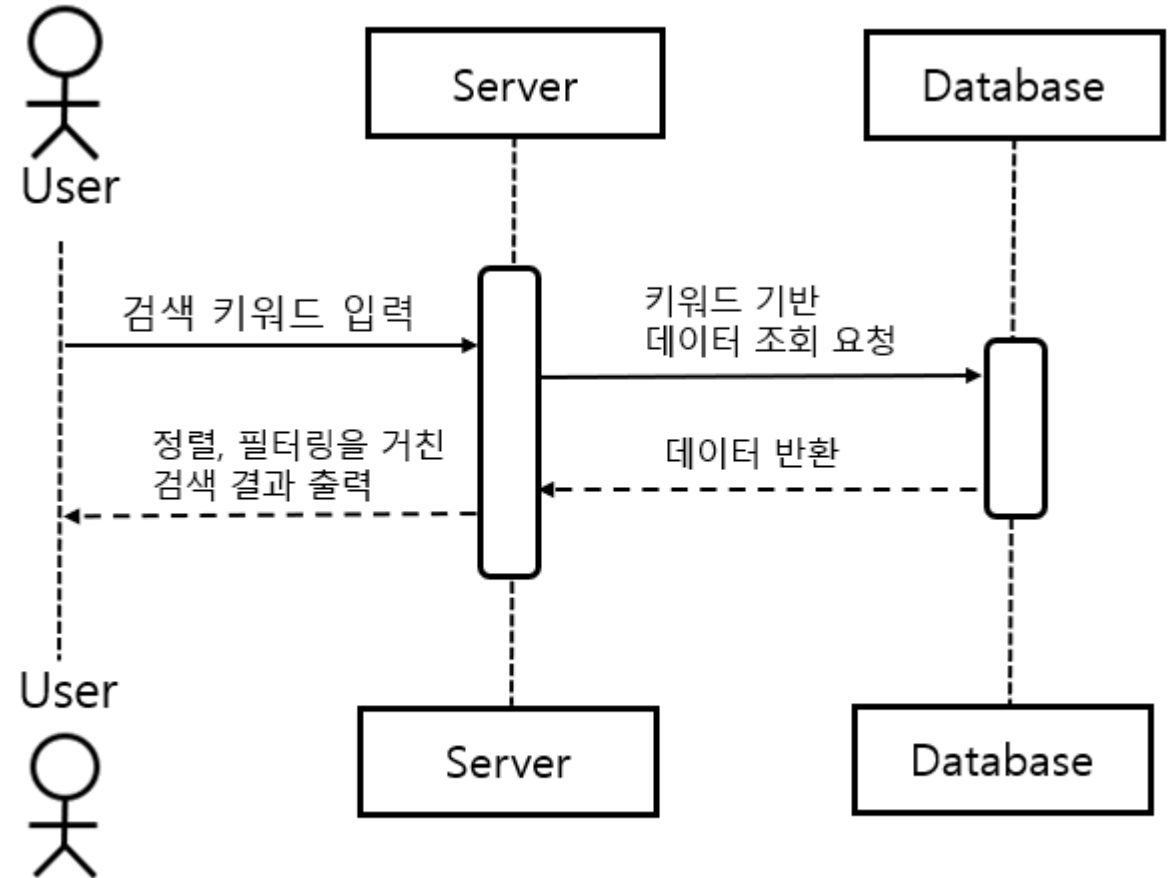 User
Server
Database
검색 키워드 입력
키워드 기반
데이터 조회 요청
정렬, 필터링을 거친
검색 결과 출력
데이터 반환
User
Server
Database